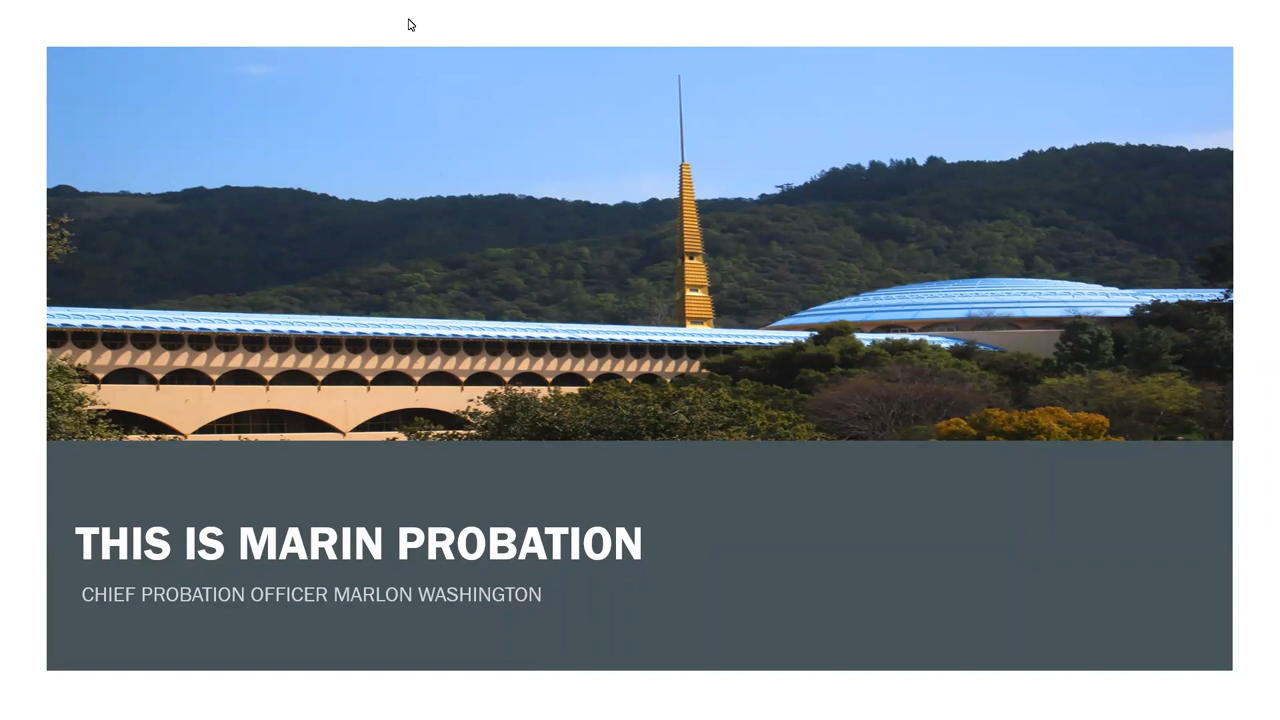 THIS IS MARIN PROBATION
CHIEF PROBATION OFFICER MARLON WASHINGTON